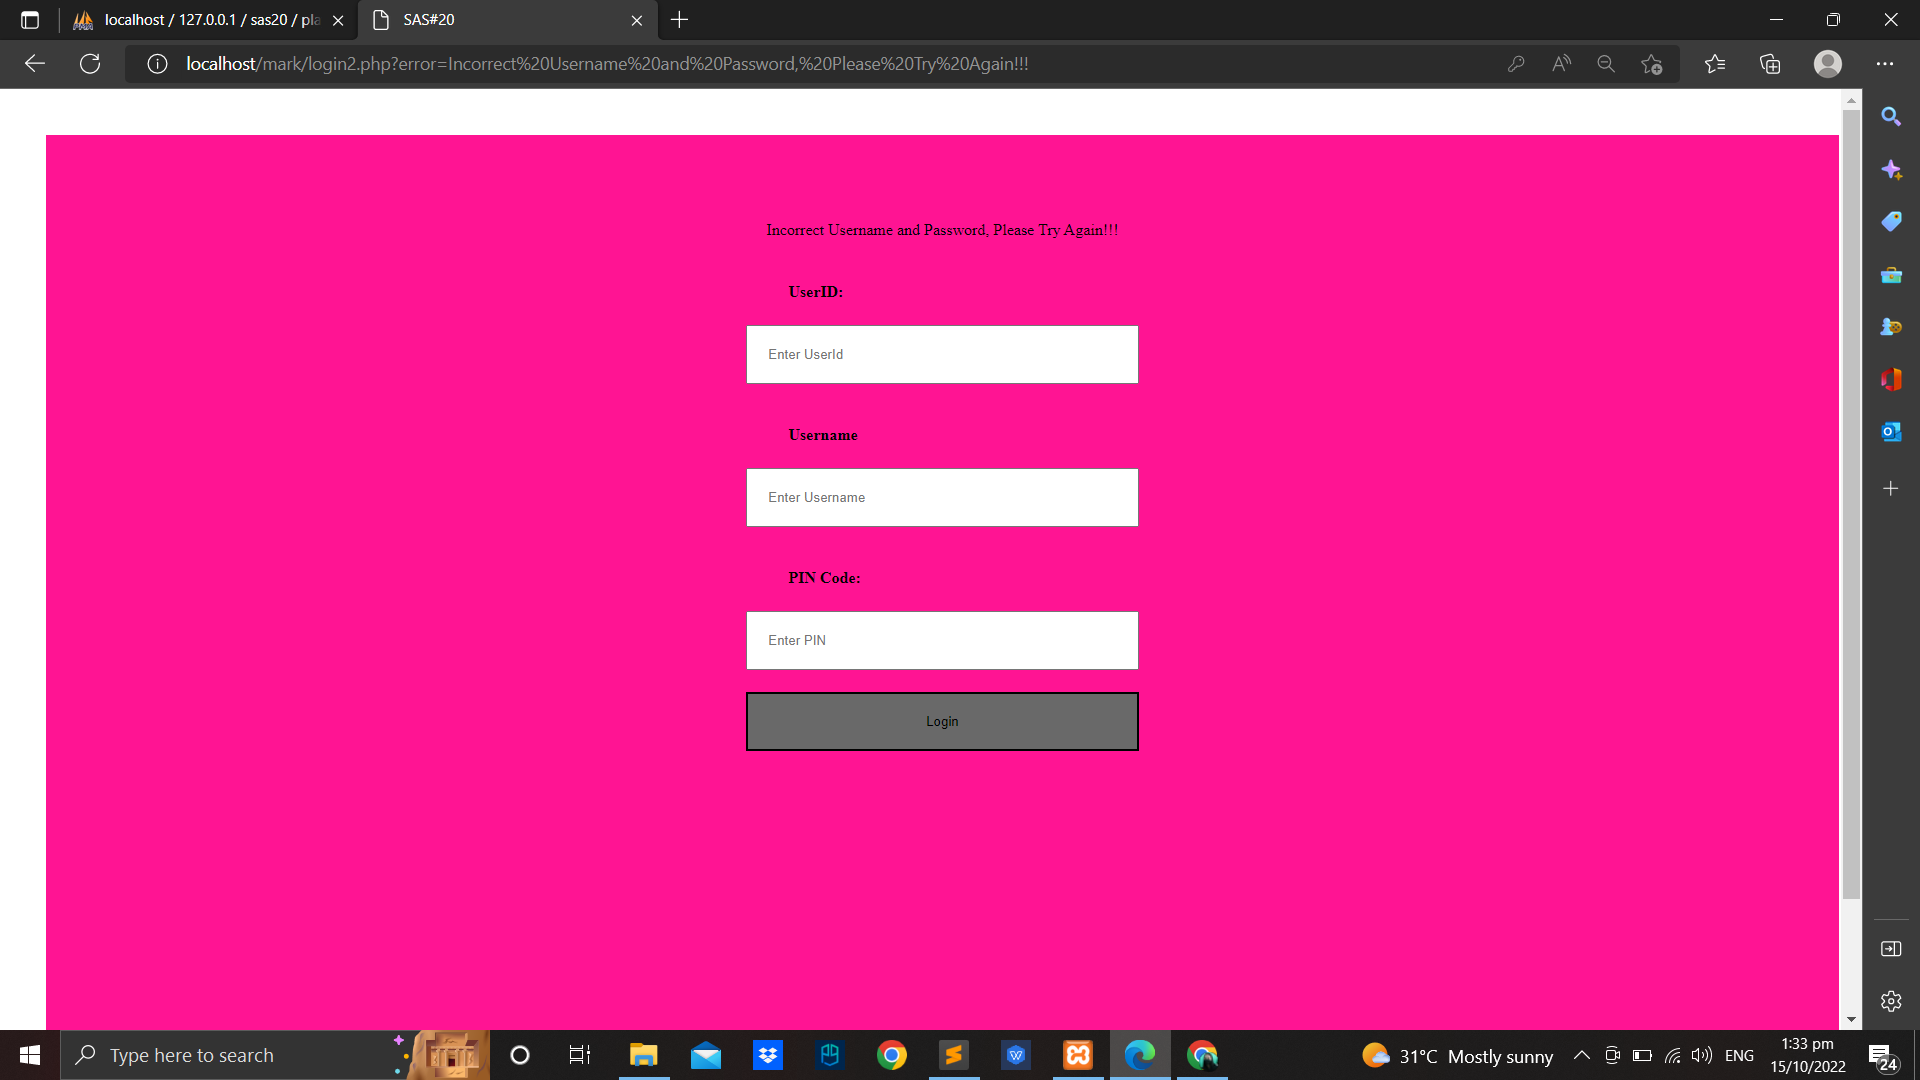 localhost / 127.0.0.1 / sas20 / pla
SAS#20
localhost/mark/login2.php?error=Incorrect%20Username%20and%20Password,%20Please%20Try%20Again!!!
Incorrect Username and Password, Please Try Again!!!
UserID:
Enter UserId
Username
Enter Username
PIN Code:
Enter PIN
Login
Type here to search
31°C Mostly sunny
ENG
1:33 pm
15/10/2022
24